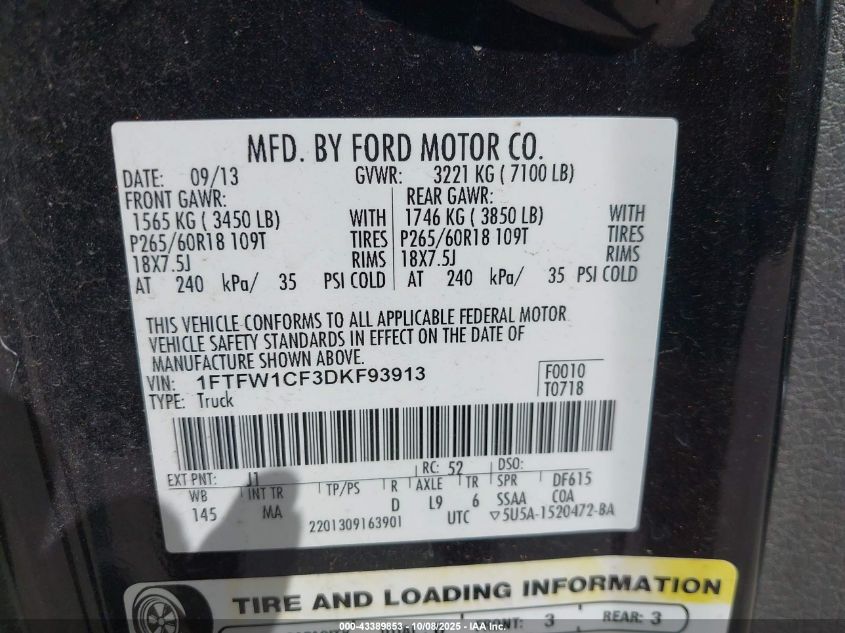 MFD. BY FORD MOTOR CO.
DATE: 09/13 GVWR: 3221 KG ( 7100 LB)
FRONT GAWR: REAR GAWR:
1565 KG ( 3450 LB) WITH 1746 KG ( 3850 LB) WITH
P265/60R18 109T TIRES P265/60R18 109T TIRES
18X7.5J RIMS 18X7.5J RIMS
AT 240 kPa/ 35 PSI COLD AT 240 kPa/ 35 PSI COLD
THIS VEHICLE CONFORMS TO ALL APPLICABLE FEDERAL MOTOR
VEHICLE SAFETY STANDARDS IN EFFECT ON THE DATE OF
MANUFACTURE SHOWN ABOVE.
VIN: 1FTFW1CF3DKF93913 F0010
TYPE: Truck T0718
EXT PNT: J1 RC: 52 DSO:
WB INT TR TP/PS R AXLE TR SPR DF615
145 MA D L9 6 SSAA COA
2201309163901 UTC ▽5U5A-1520472-BA
TIRE AND LOADING INFORMATION
FRONT: 3 REAR: 3
000-43389853 - 10/08/2025 - IAA Inc.